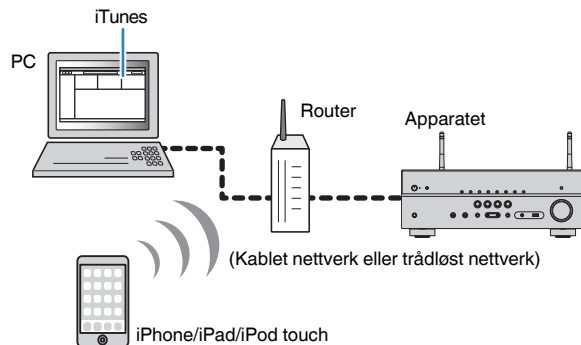 iTunes
PC
Router
Apparatet
(Kablet nettverk eller trådløst nettverk)
iPhone/iPad/iPod touch